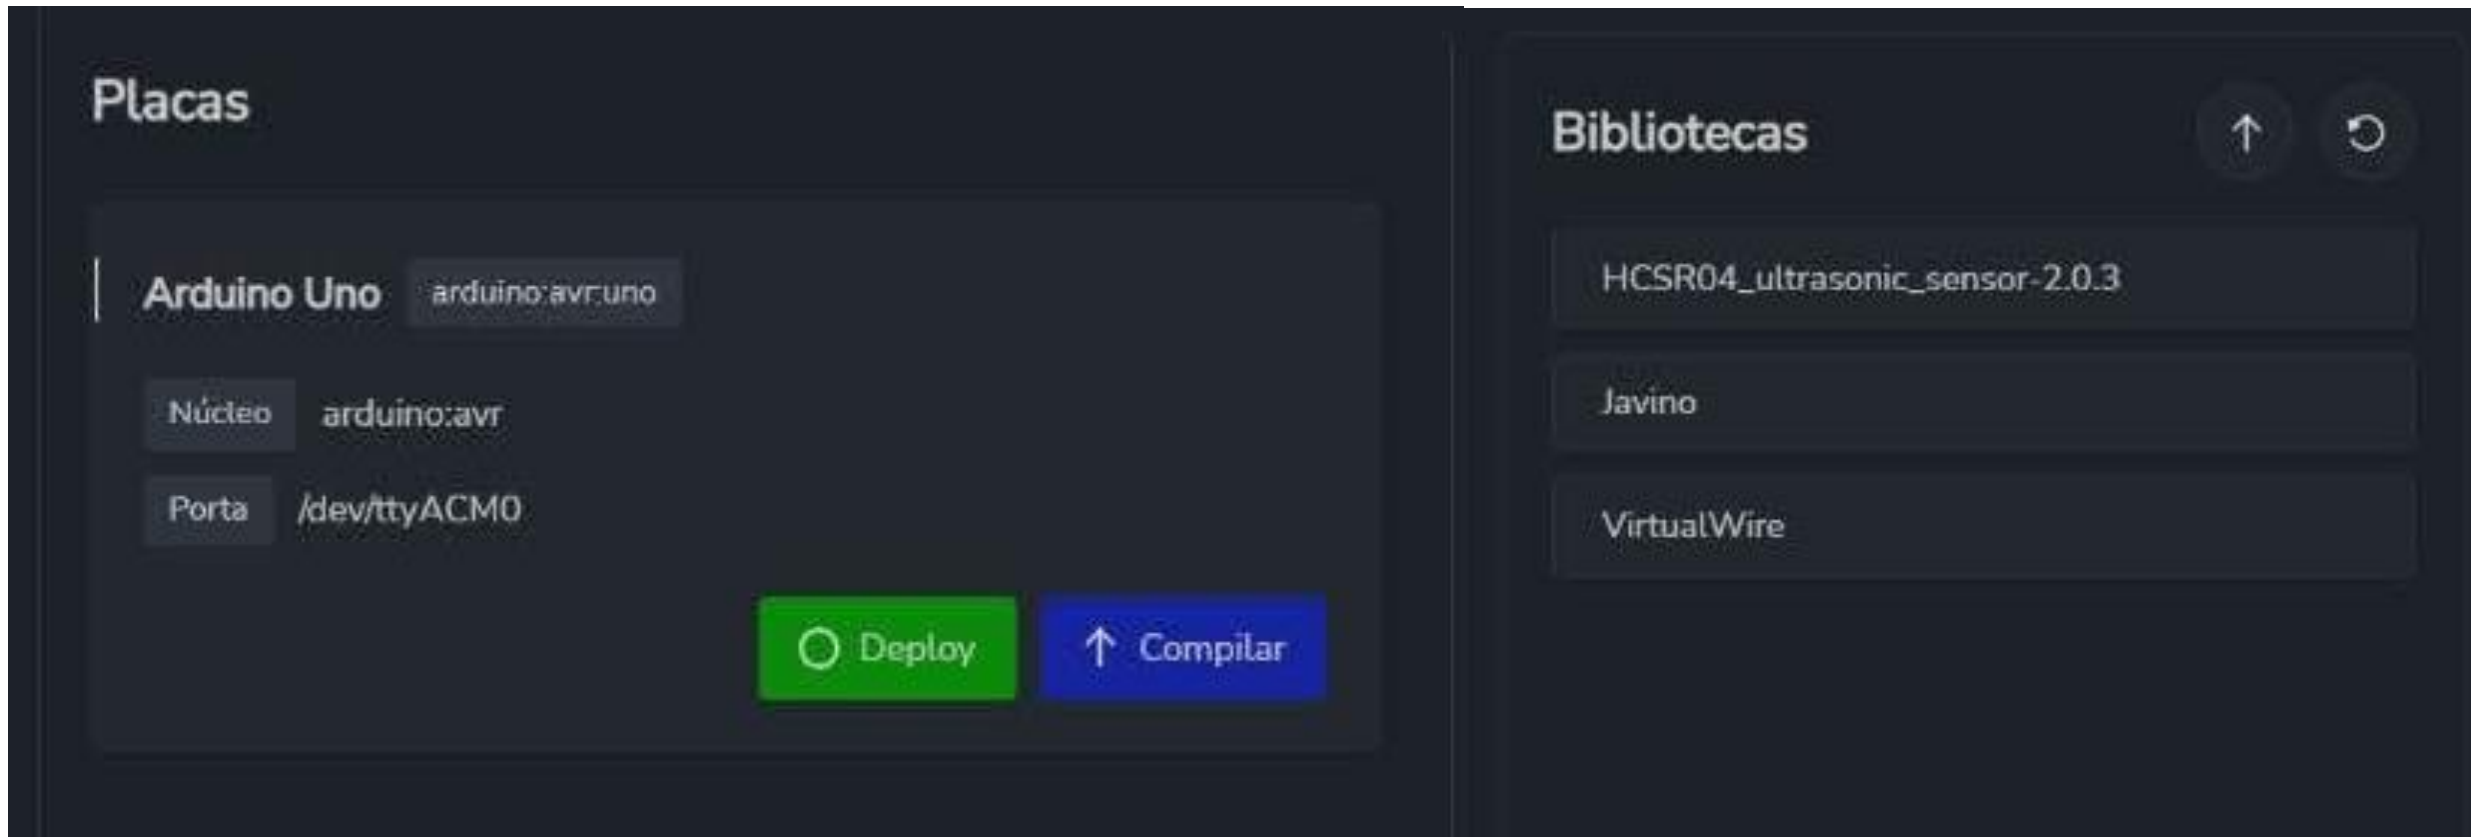 Placas
Arduino Uno arduino:avr:uno
Núcleo arduino:avr
Porta /dev/ttyACM0
Deploy Compilar
Bibliotecas
HCSR04_ultrasonic_sensor-2.0.3
Javino
VirtualWire